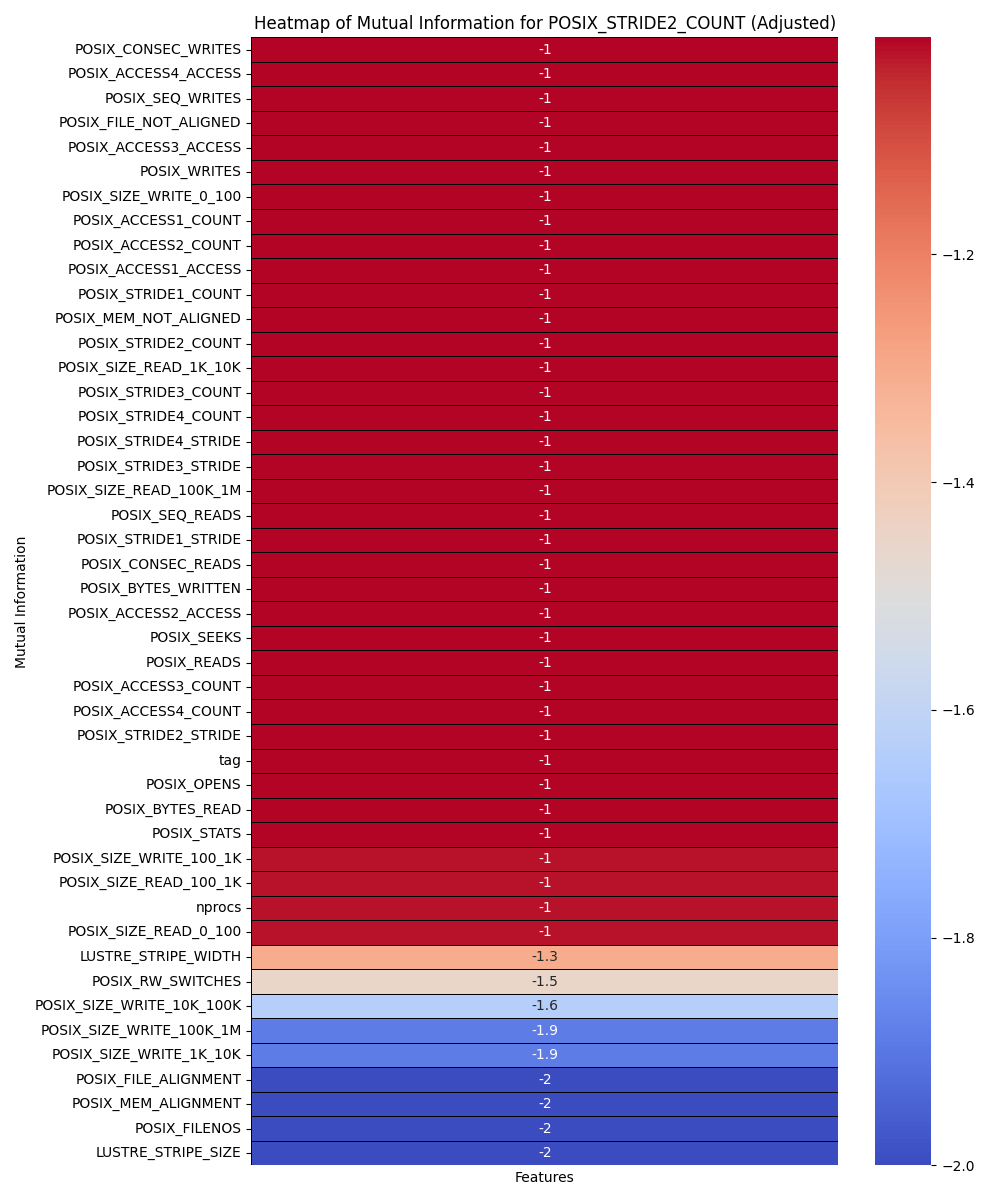 Heatmap of Mutual Information for POSIX_STRIDE2_COUNT (Adjusted)
POSIX_CONSEC_WRITES -1
POSIX_ACCESS4_ACCESS -1
POSIX_SEQ_WRITES -1
POSIX_FILE_NOT_ALIGNED -1
POSIX_ACCESS3_ACCESS -1
POSIX_WRITES -1
POSIX_SIZE_WRITE_0_100 -1
POSIX_ACCESS1_COUNT -1
POSIX_ACCESS2_COUNT -1
POSIX_ACCESS1_ACCESS -1
POSIX_STRIDE1_COUNT -1
POSIX_MEM_NOT_ALIGNED -1
POSIX_STRIDE2_COUNT -1
POSIX_SIZE_READ_1K_10K -1
POSIX_STRIDE3_COUNT -1
POSIX_STRIDE4_COUNT -1
POSIX_STRIDE4_STRIDE -1
POSIX_STRIDE3_STRIDE -1
POSIX_SIZE_READ_100K_1M -1
POSIX_SEQ_READS -1
POSIX_STRIDE1_STRIDE -1
POSIX_CONSEC_READS -1
POSIX_BYTES_WRITTEN -1
POSIX_ACCESS2_ACCESS -1
POSIX_SEEKS -1
POSIX_READS -1
POSIX_ACCESS3_COUNT -1
POSIX_ACCESS4_COUNT -1
POSIX_STRIDE2_STRIDE -1
tag -1
POSIX_OPENS -1
POSIX_BYTES_READ -1
POSIX_STATS -1
POSIX_SIZE_WRITE_100_1K -1
POSIX_SIZE_READ_100_1K -1
nprocs -1
POSIX_SIZE_READ_0_100 -1
LUSTRE_STRIPE_WIDTH -1.3
POSIX_RW_SWITCHES -1.5
POSIX_SIZE_WRITE_10K_100K -1.6
POSIX_SIZE_WRITE_100K_1M -1.9
POSIX_SIZE_WRITE_1K_10K -1.9
POSIX_FILE_ALIGNMENT -2
POSIX_MEM_ALIGNMENT -2
POSIX_FILENOS -2
LUSTRE_STRIPE_SIZE -2
Mutual Information
Features
−1.2
−1.4
−1.6
−1.8
−2.0